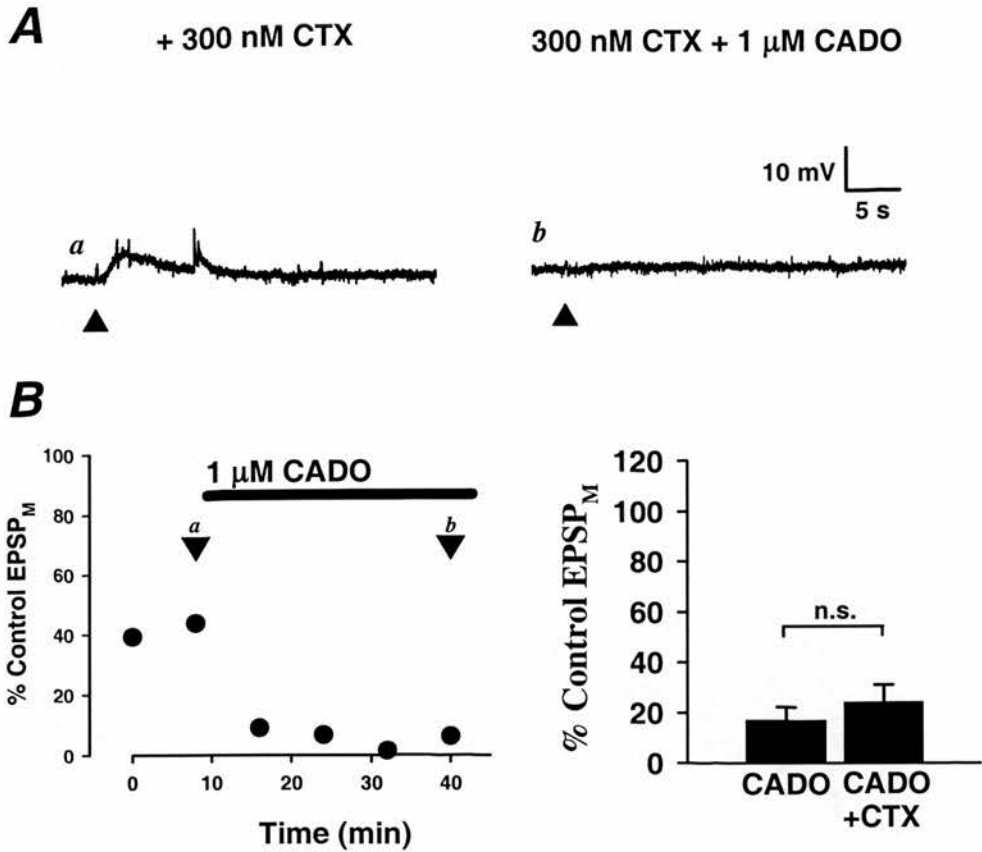 A
+ 300 nM CTX
300 nM CTX + 1 μM CADO
10 mV
5 s
a
b
B
% Control EPSP_M
100
80
60
40
20
0
1 μM CADO
a
b
0
10
20
30
40
Time (min)
% Control EPSP_M
120
100
80
60
40
20
0
n.s.
CADO
CADO
+CTX